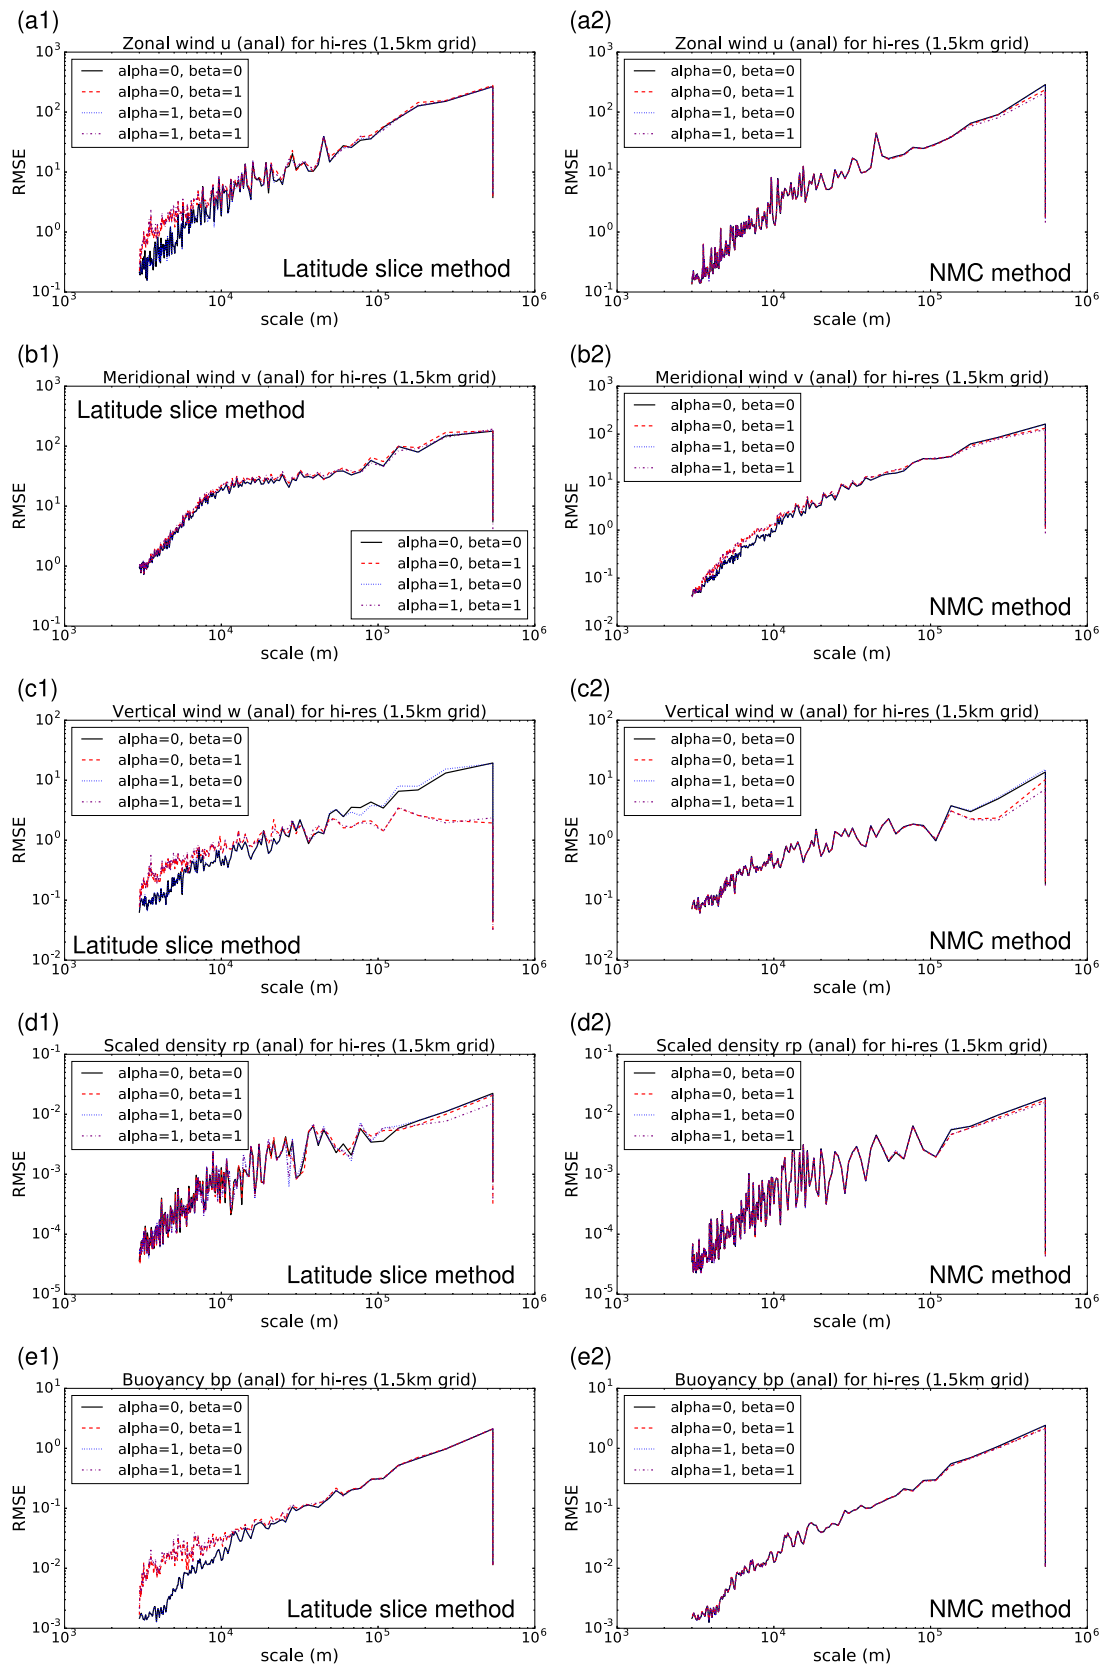 (a1)
Zonal wind u (anal) for hi-res (1.5km grid)
10^3
10^2
10^1
10^0
10^-1
RMSE
alpha=0, beta=0
alpha=0, beta=1
alpha=1, beta=0
alpha=1, beta=1
Latitude slice method
10^3
10^4
10^5
10^6
scale (m)
(a2)
Zonal wind u (anal) for hi-res (1.5km grid)
10^3
10^2
10^1
10^0
10^-1
RMSE
alpha=0, beta=0
alpha=0, beta=1
alpha=1, beta=0
alpha=1, beta=1
NMC method
10^3
10^4
10^5
10^6
scale (m)
(b1)
Meridional wind v (anal) for hi-res (1.5km grid)
10^3
10^2
10^1
10^0
10^-1
RMSE
Latitude slice method
alpha=0, beta=0
alpha=0, beta=1
alpha=1, beta=0
alpha=1, beta=1
10^3
10^4
10^5
10^6
scale (m)
(b2)
Meridional wind v (anal) for hi-res (1.5km grid)
10^3
10^2
10^1
10^0
10^-1
10^-2
RMSE
alpha=0, beta=0
alpha=0, beta=1
alpha=1, beta=0
alpha=1, beta=1
NMC method
10^3
10^4
10^5
10^6
scale (m)
(c1)
Vertical wind w (anal) for hi-res (1.5km grid)
10^2
10^1
10^0
10^-1
10^-2
RMSE
alpha=0, beta=0
alpha=0, beta=1
alpha=1, beta=0
alpha=1, beta=1
Latitude slice method
10^3
10^4
10^5
10^6
scale (m)
(c2)
Vertical wind w (anal) for hi-res (1.5km grid)
10^2
10^1
10^0
10^-1
10^-2
RMSE
alpha=0, beta=0
alpha=0, beta=1
alpha=1, beta=0
alpha=1, beta=1
NMC method
10^3
10^4
10^5
10^6
scale (m)
(d1)
Scaled density rp (anal) for hi-res (1.5km grid)
10^-1
10^-2
10^-3
10^-4
10^-5
RMSE
alpha=0, beta=0
alpha=0, beta=1
alpha=1, beta=0
alpha=1, beta=1
Latitude slice method
10^3
10^4
10^5
10^6
scale (m)
(d2)
Scaled density rp (anal) for hi-res (1.5km grid)
10^-1
10^-2
10^-3
10^-4
10^-5
RMSE
alpha=0, beta=0
alpha=0, beta=1
alpha=1, beta=0
alpha=1, beta=1
NMC method
10^3
10^4
10^5
10^6
scale (m)
(e1)
Buoyancy bp (anal) for hi-res (1.5km grid)
10^1
10^0
10^-1
10^-2
10^-3
RMSE
alpha=0, beta=0
alpha=0, beta=1
alpha=1, beta=0
alpha=1, beta=1
Latitude slice method
10^3
10^4
10^5
10^6
scale (m)
(e2)
Buoyancy bp (anal) for hi-res (1.5km grid)
10^1
10^0
10^-1
10^-2
10^-3
RMSE
alpha=0, beta=0
alpha=0, beta=1
alpha=1, beta=0
alpha=1, beta=1
NMC method
10^3
10^4
10^5
10^6
scale (m)